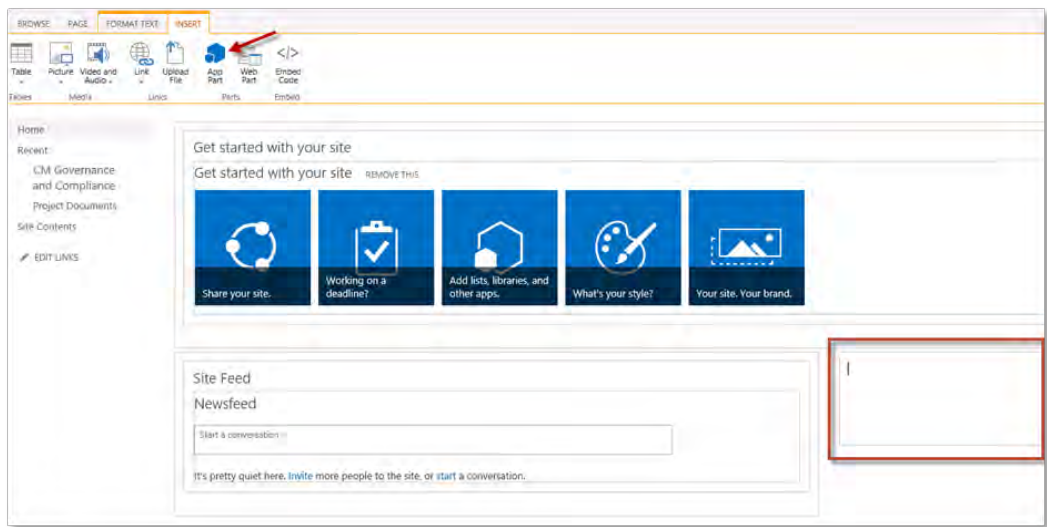 BROWSE PAGE FORMAT TEXT INSERT
Table Picture Video and Audio Link Upload File App Part Web Part Embed Code
Tables Media Links Parts Embed
Home
Recent
CM Governance
and Compliance
Project Documents
Site Contents
EDIT LINKS
Get started with your site
Get started with your site REMOVE THIS
Share your site.
Working on a
deadline?
Add lists, libraries, and
other apps.
What's your style?
Your site. Your brand.
Site Feed
Newsfeed
Start a conversation
It's pretty quiet here. Invite more people to the site, or start a conversation.